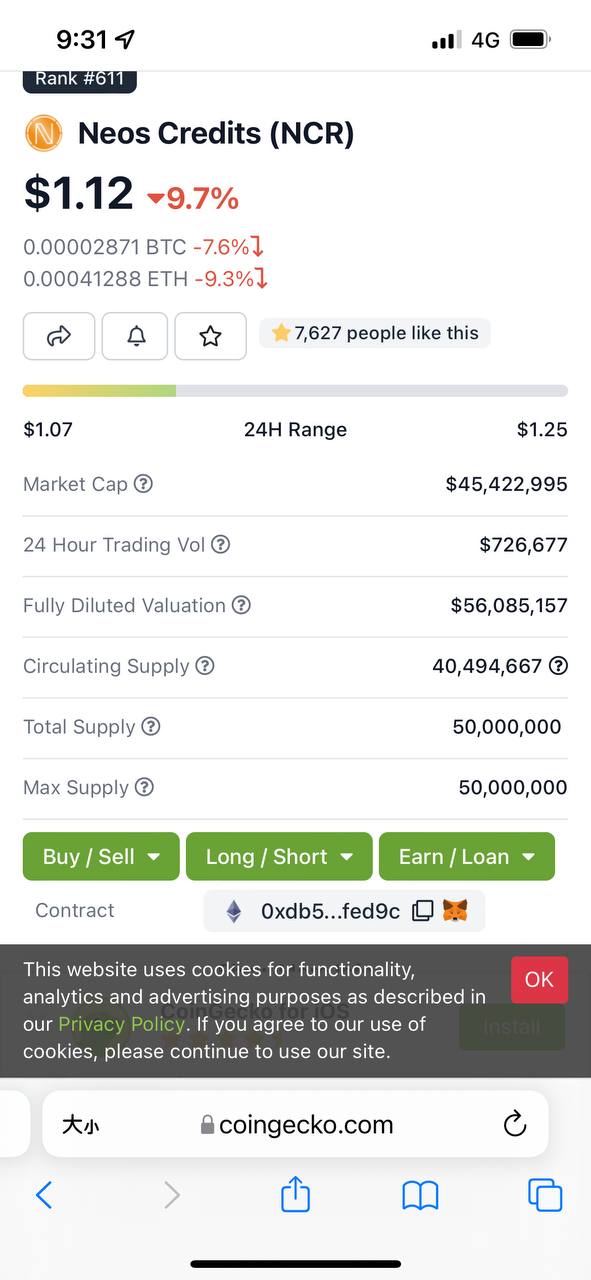 9:31
4G
Rank #611
Neos Credits (NCR)
$1.12 9.7%
0.00002871 BTC -7.6%
0.00041288 ETH -9.3%
7,627 people like this
$1.07 24H Range $1.25
Market Cap $45,422,995
24 Hour Trading Vol $726,677
Fully Diluted Valuation $56,085,157
Circulating Supply 40,494,667
Total Supply 50,000,000
Max Supply 50,000,000
Buy / Sell Long / Short Earn / Loan
Contract 0xdb5...fed9c
This website uses cookies for functionality,
analytics and advertising purposes as described in
our Privacy Policy. If you agree to our use of
cookies, please continue to use our site.
OK
CoinGecko for iOS
Install
大小 coingecko.com